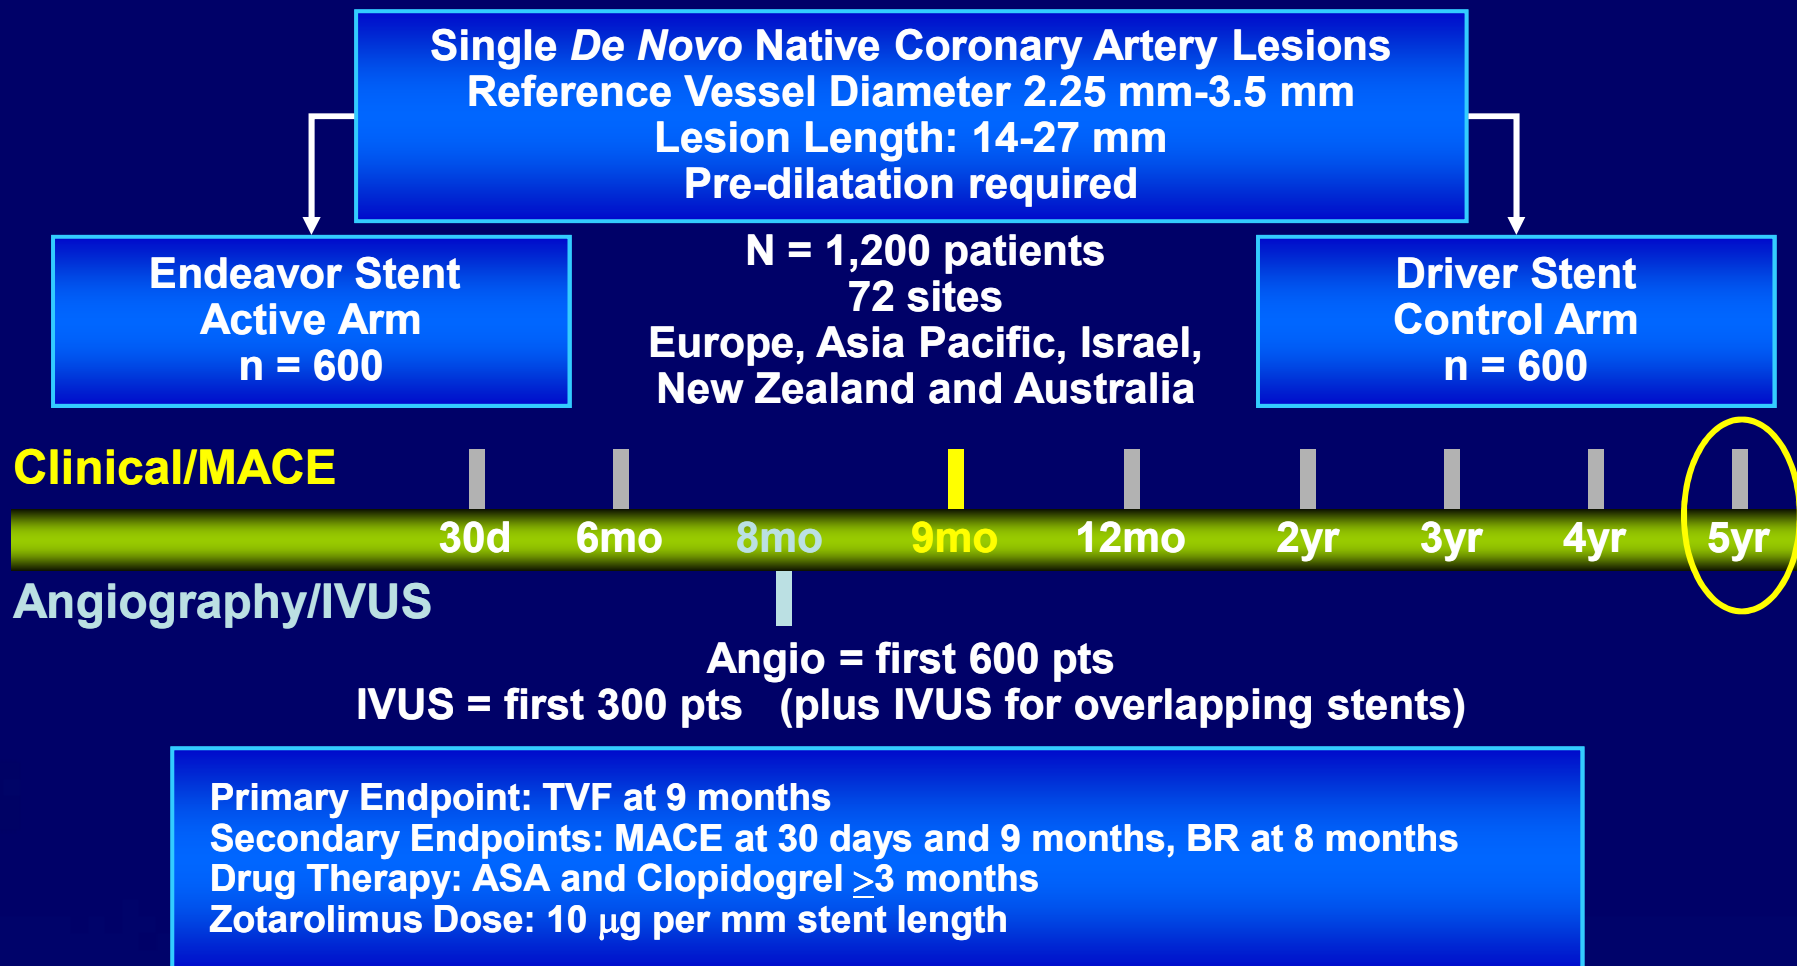 Single De Novo Native Coronary Artery Lesions
Reference Vessel Diameter 2.25 mm-3.5 mm
Lesion Length: 14-27 mm
Pre-dilatation required
Endeavor Stent
Active Arm
n = 600
N = 1,200 patients
72 sites
Europe, Asia Pacific, Israel,
New Zealand and Australia
Driver Stent
Control Arm
n = 600
Clinical/MACE
30d 6mo 8mo 9mo 12mo 2yr 3yr 4yr 5yr
Angiography/IVUS
Angio = first 600 pts
IVUS = first 300 pts (plus IVUS for overlapping stents)
Primary Endpoint: TVF at 9 months
Secondary Endpoints: MACE at 30 days and 9 months, BR at 8 months
Drug Therapy: ASA and Clopidogrel ≥3 months
Zotarolimus Dose: 10 μg per mm stent length